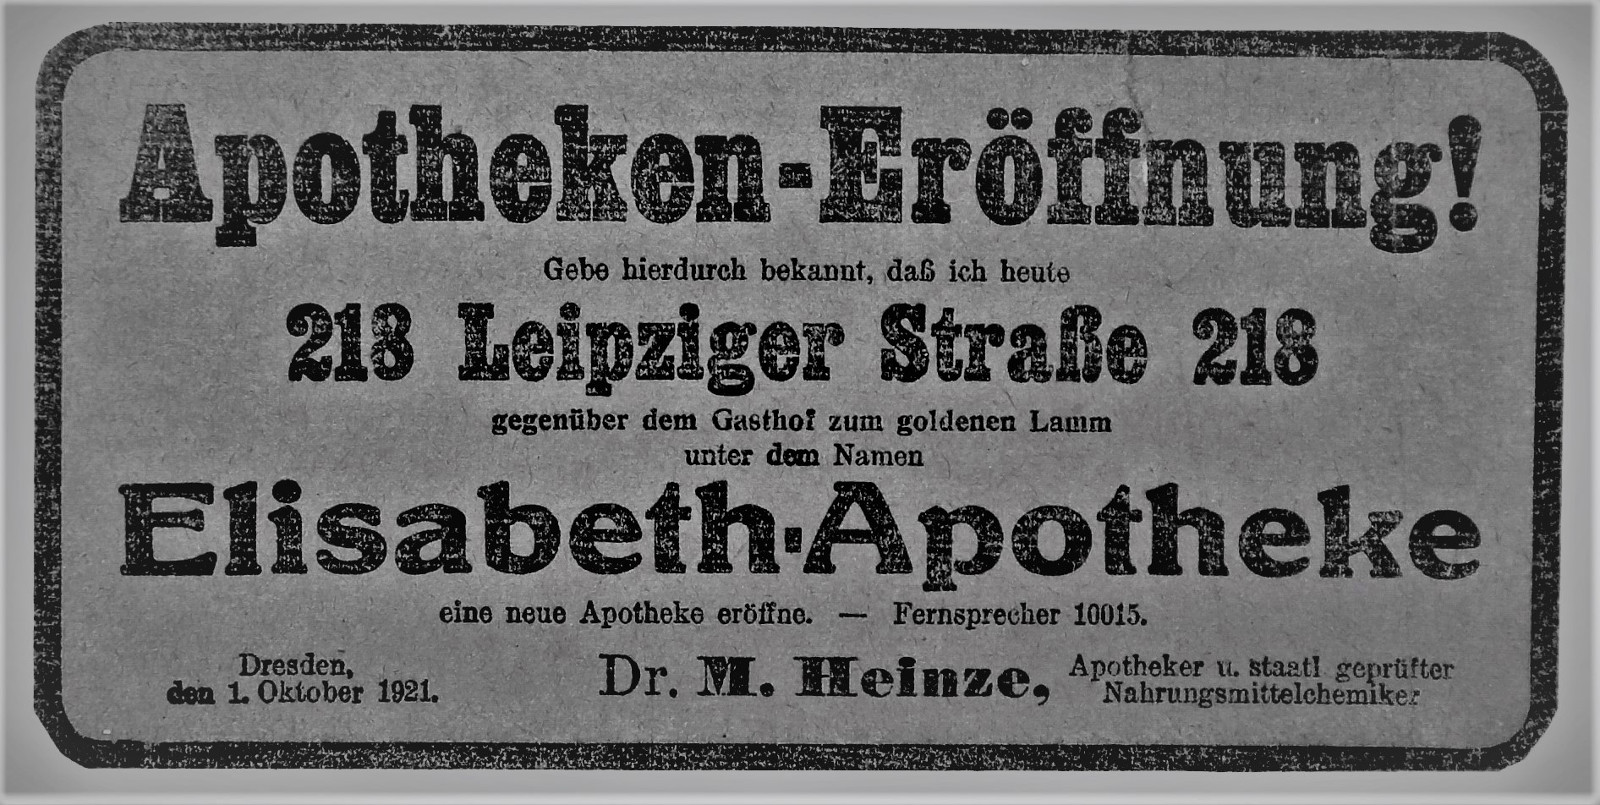 Apotheken-Eröffnung!
Gebe hierdurch bekannt, daß ich heute
218 Leipziger Straße 218
gegenüber dem Gasthof zum goldenen Lamm
unter dem Namen
Elisabeth-Apotheke
eine neue Apotheke eröffne. — Fernsprecher 10015.
Dresden,
den 1. Oktober 1921.
Dr. M. Heinze,
Apotheker u. staatl geprüfter
Nahrungsmittelchemiker